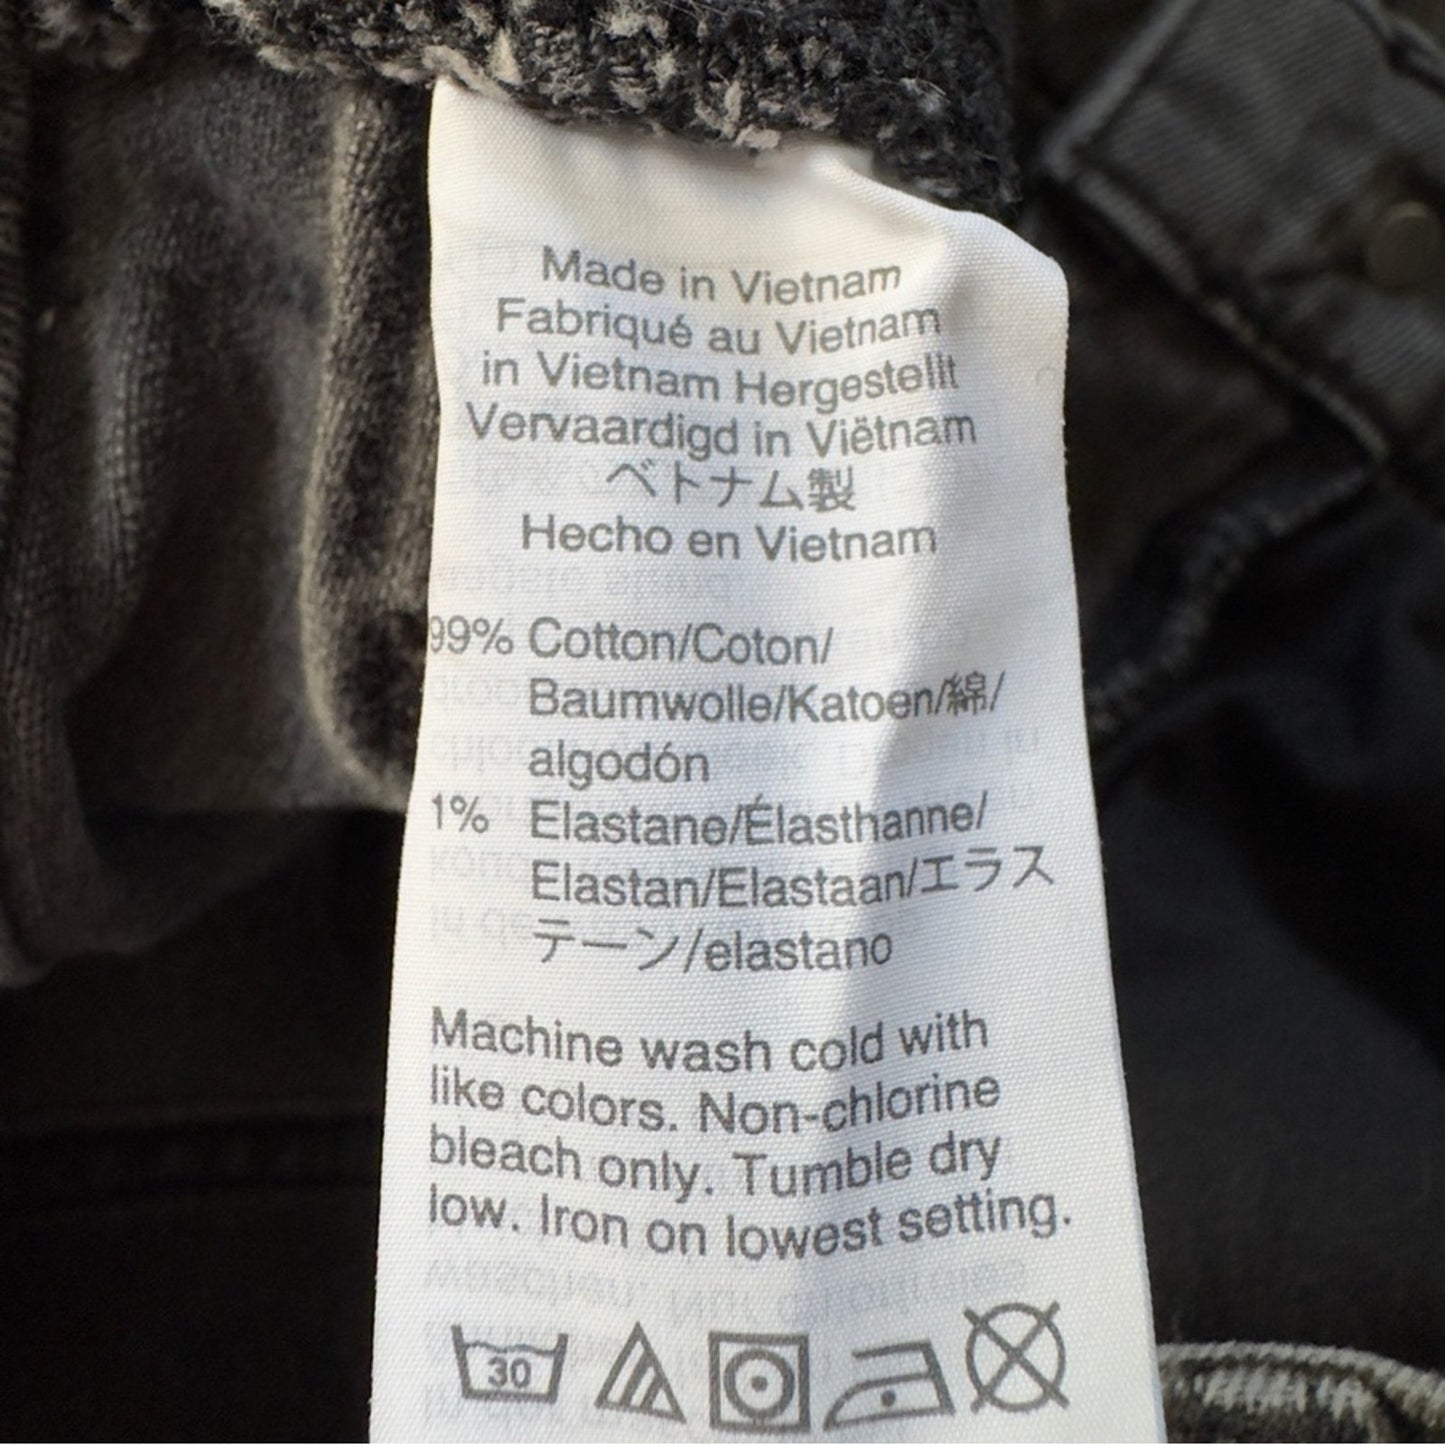 Made in Vietnam
Fabriqué au Vietnam
in Vietnam Hergestellt
Vervaardigd in Viëtnam
ベトナム製
Hecho en Vietnam
99% Cotton/Coton/
Baumwolle/Katoen/綿/
algodón
1% Elastane/Élasthanne/
Elastan/Elastaan/エラス
テーン/elastano
Machine wash cold with
like colors. Non-chlorine
bleach only. Tumble dry
low. Iron on lowest setting.
30